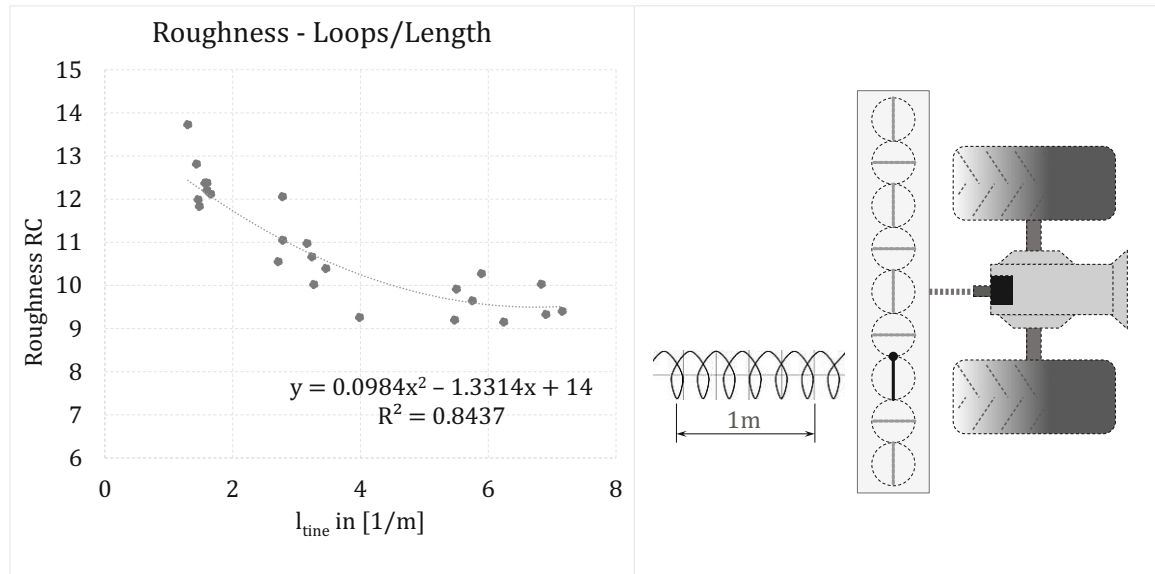 Roughness - Loops/Length
Roughness RC
15
14
13
12
11
10
9
8
7
6
y = 0.0984x² – 1.3314x + 14
R² = 0.8437
0 2 4 6 8
l_tine in [1/m]
1m